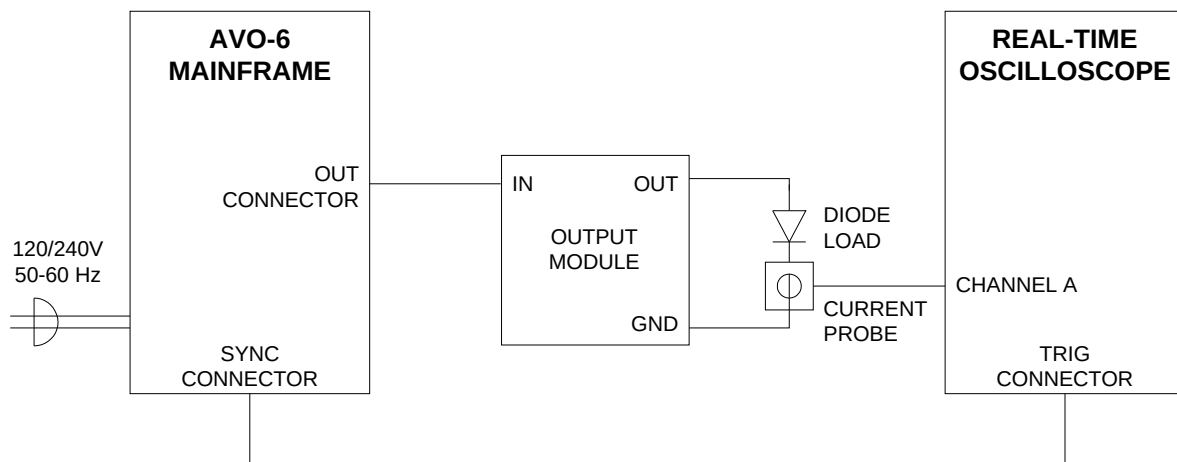 AVO-6
MAINFRAME
REAL-TIME
OSCILLOSCOPE
OUT
CONNECTOR
IN
OUT
OUTPUT
MODULE
GND
DIODE
LOAD
120/240V
50-60 Hz
CHANNEL A
CURRENT
PROBE
SYNC
CONNECTOR
TRIG
CONNECTOR